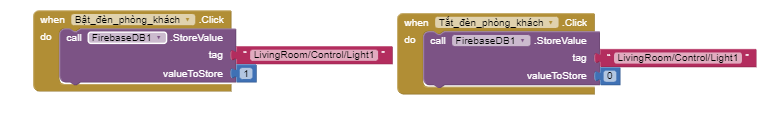 when Bật_đèn_phòng_khách .Click
do call FirebaseDB1 .StoreValue
tag " LivingRoom/Control/Light1 "
valueToStore 1
when Tắt_đèn_phòng_khách .Click
do call FirebaseDB1 .StoreValue
tag " LivingRoom/Control/Light1 "
valueToStore 0